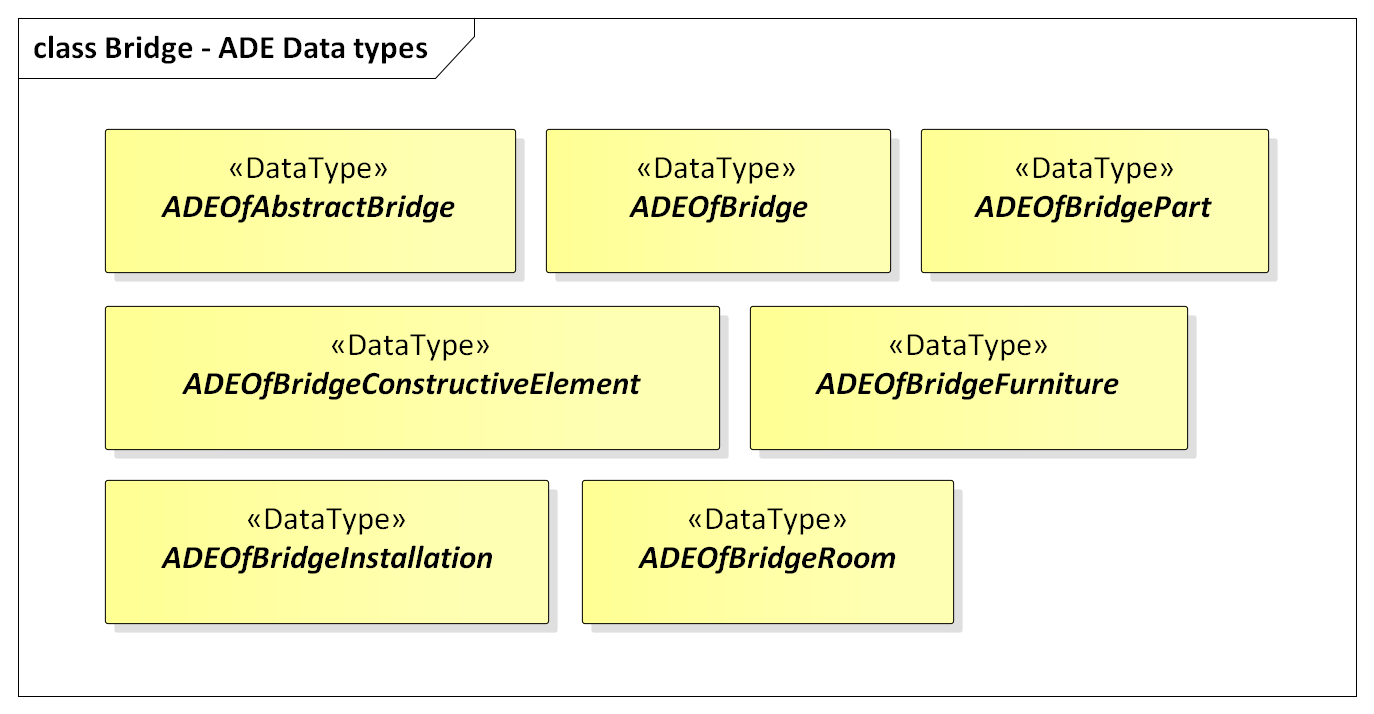 class Bridge - ADE Data types
«DataType»
ADEOfAbstractBridge
«DataType»
ADEOfBridge
«DataType»
ADEOfBridgePart
«DataType»
ADEOfBridgeConstructiveElement
«DataType»
ADEOfBridgeFurniture
«DataType»
ADEOfBridgeInstallation
«DataType»
ADEOfBridgeRoom